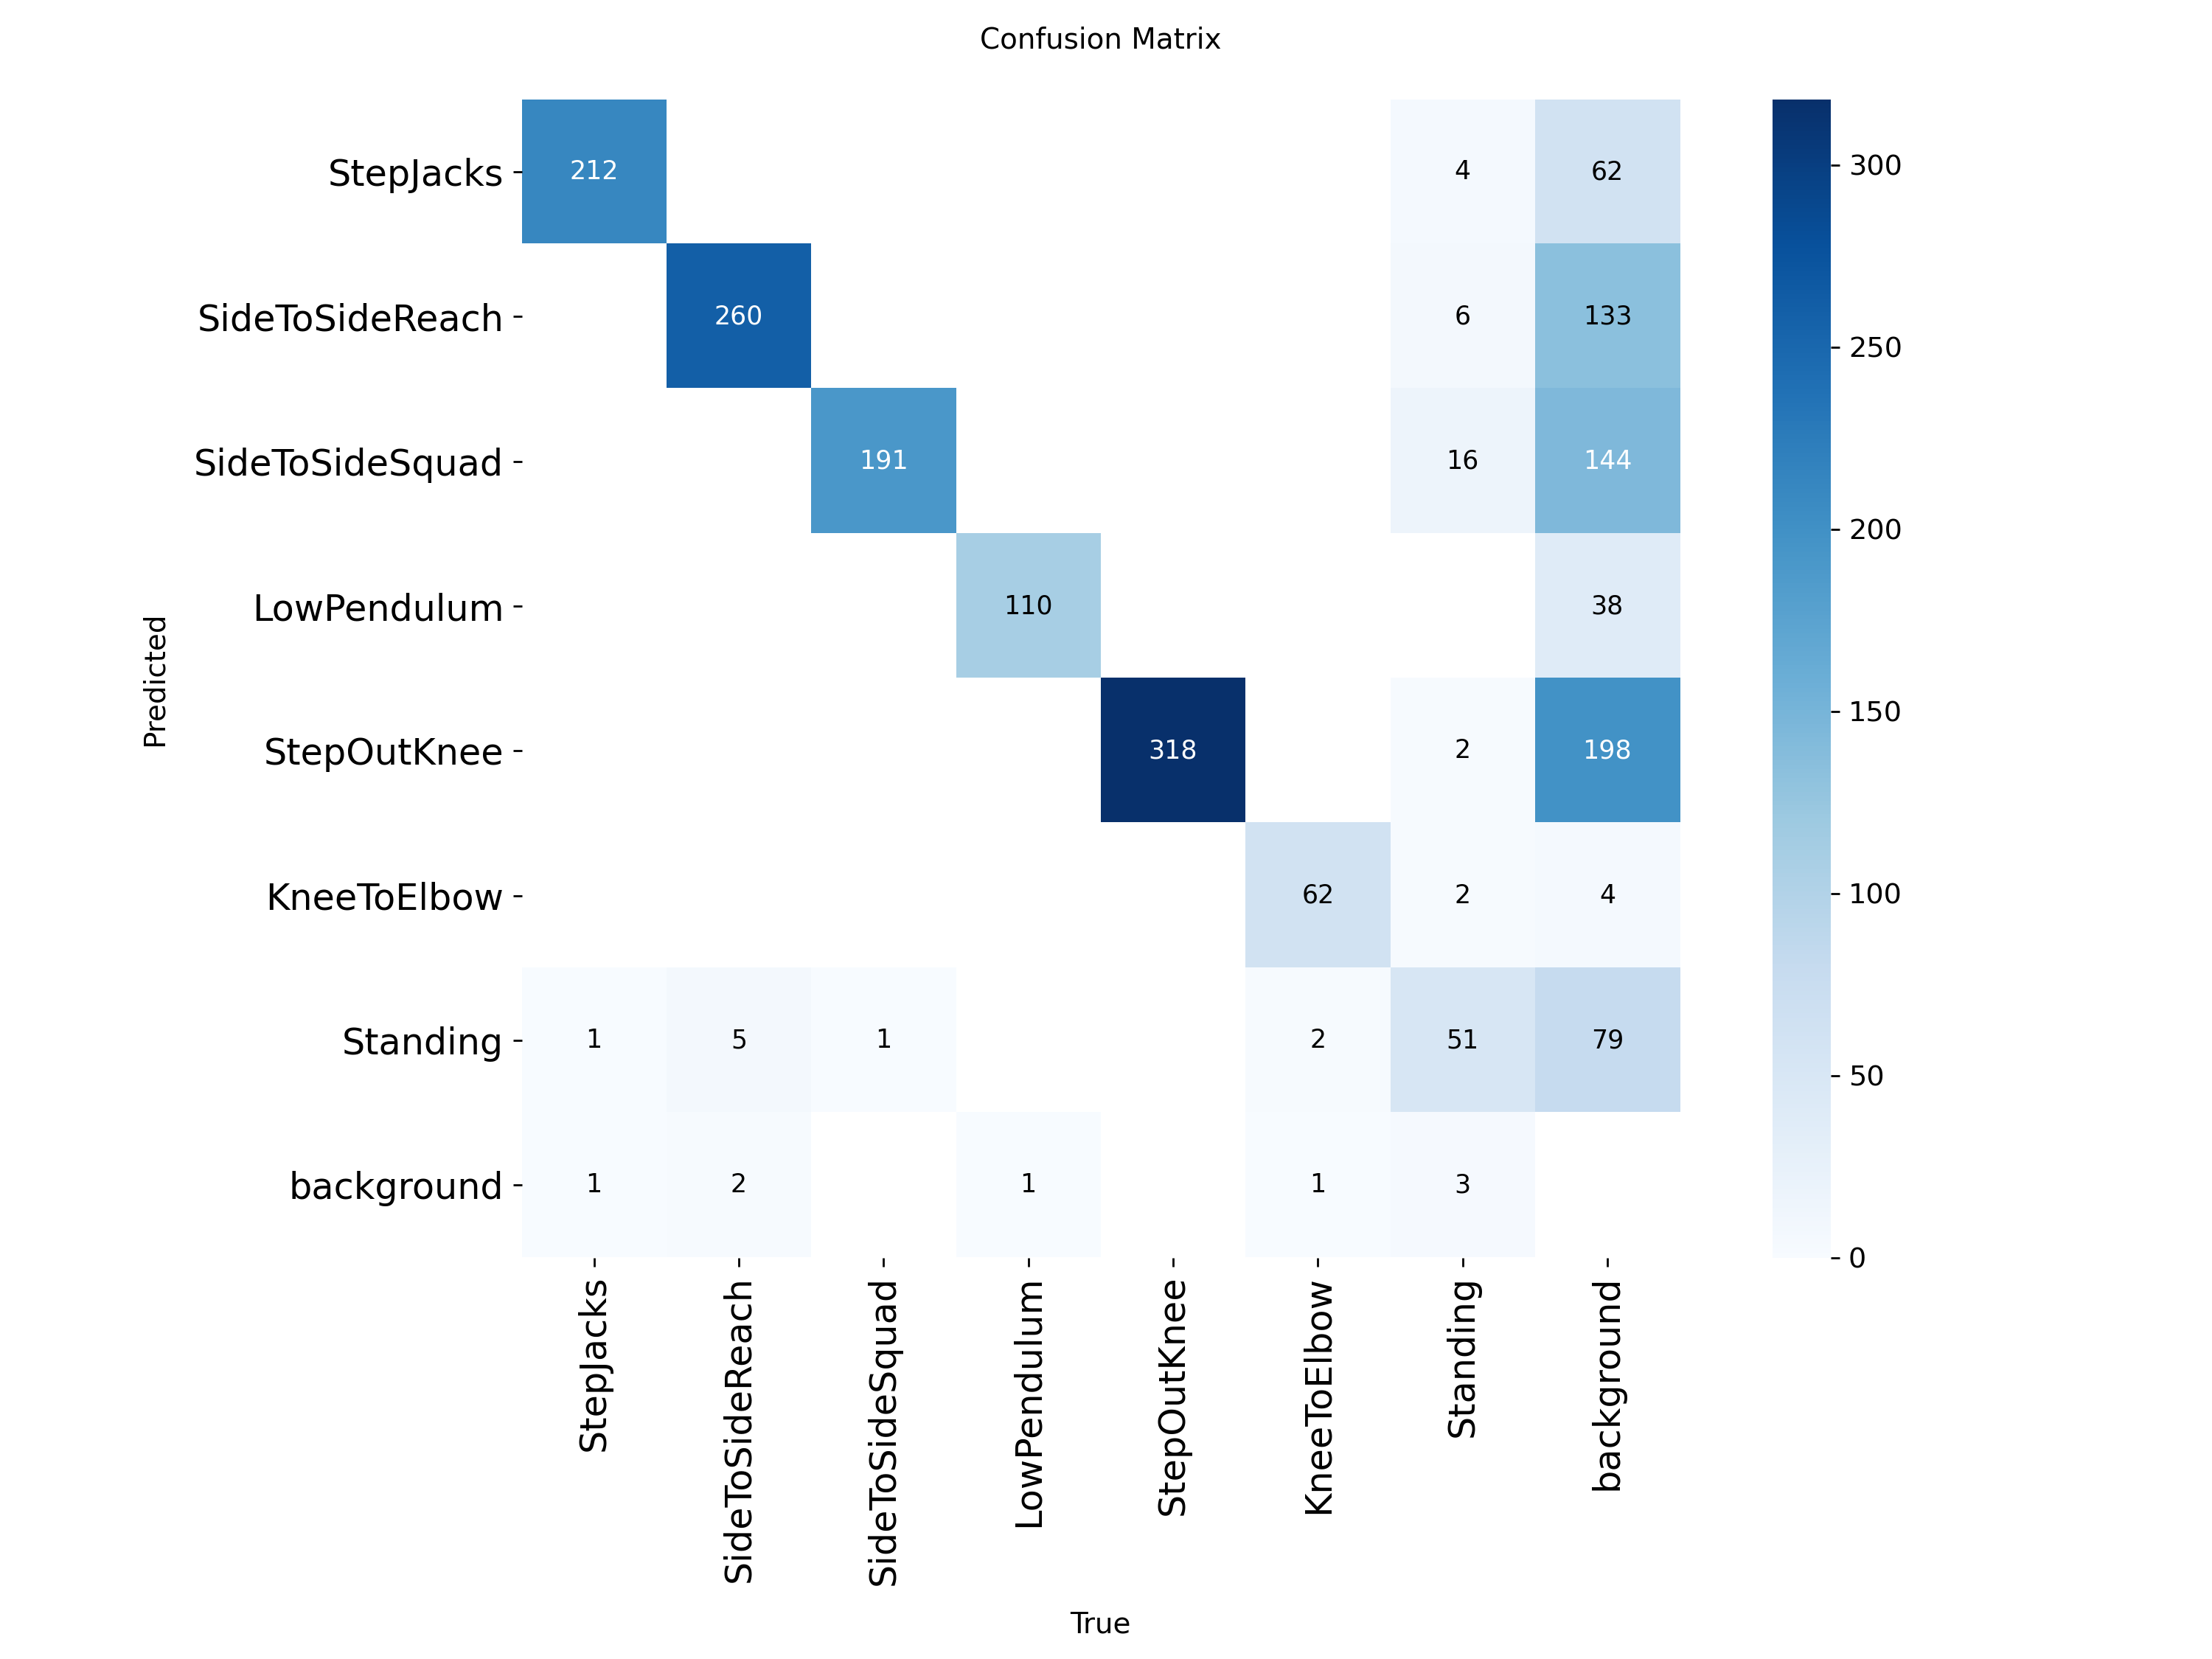 Confusion Matrix
StepJacks 212 4 62
SideToSideReach 260 6 133
SideToSideSquad 191 16 144
LowPendulum 110 38
StepOutKnee 318 2 198
KneeToElbow 62 2 4
Standing 1 5 1 2 51 79
background 1 2 1 1 3
Predicted
StepJacks
SideToSideReach
SideToSideSquad
LowPendulum
StepOutKnee
KneeToElbow
Standing
background
True
300
250
200
150
100
50
0